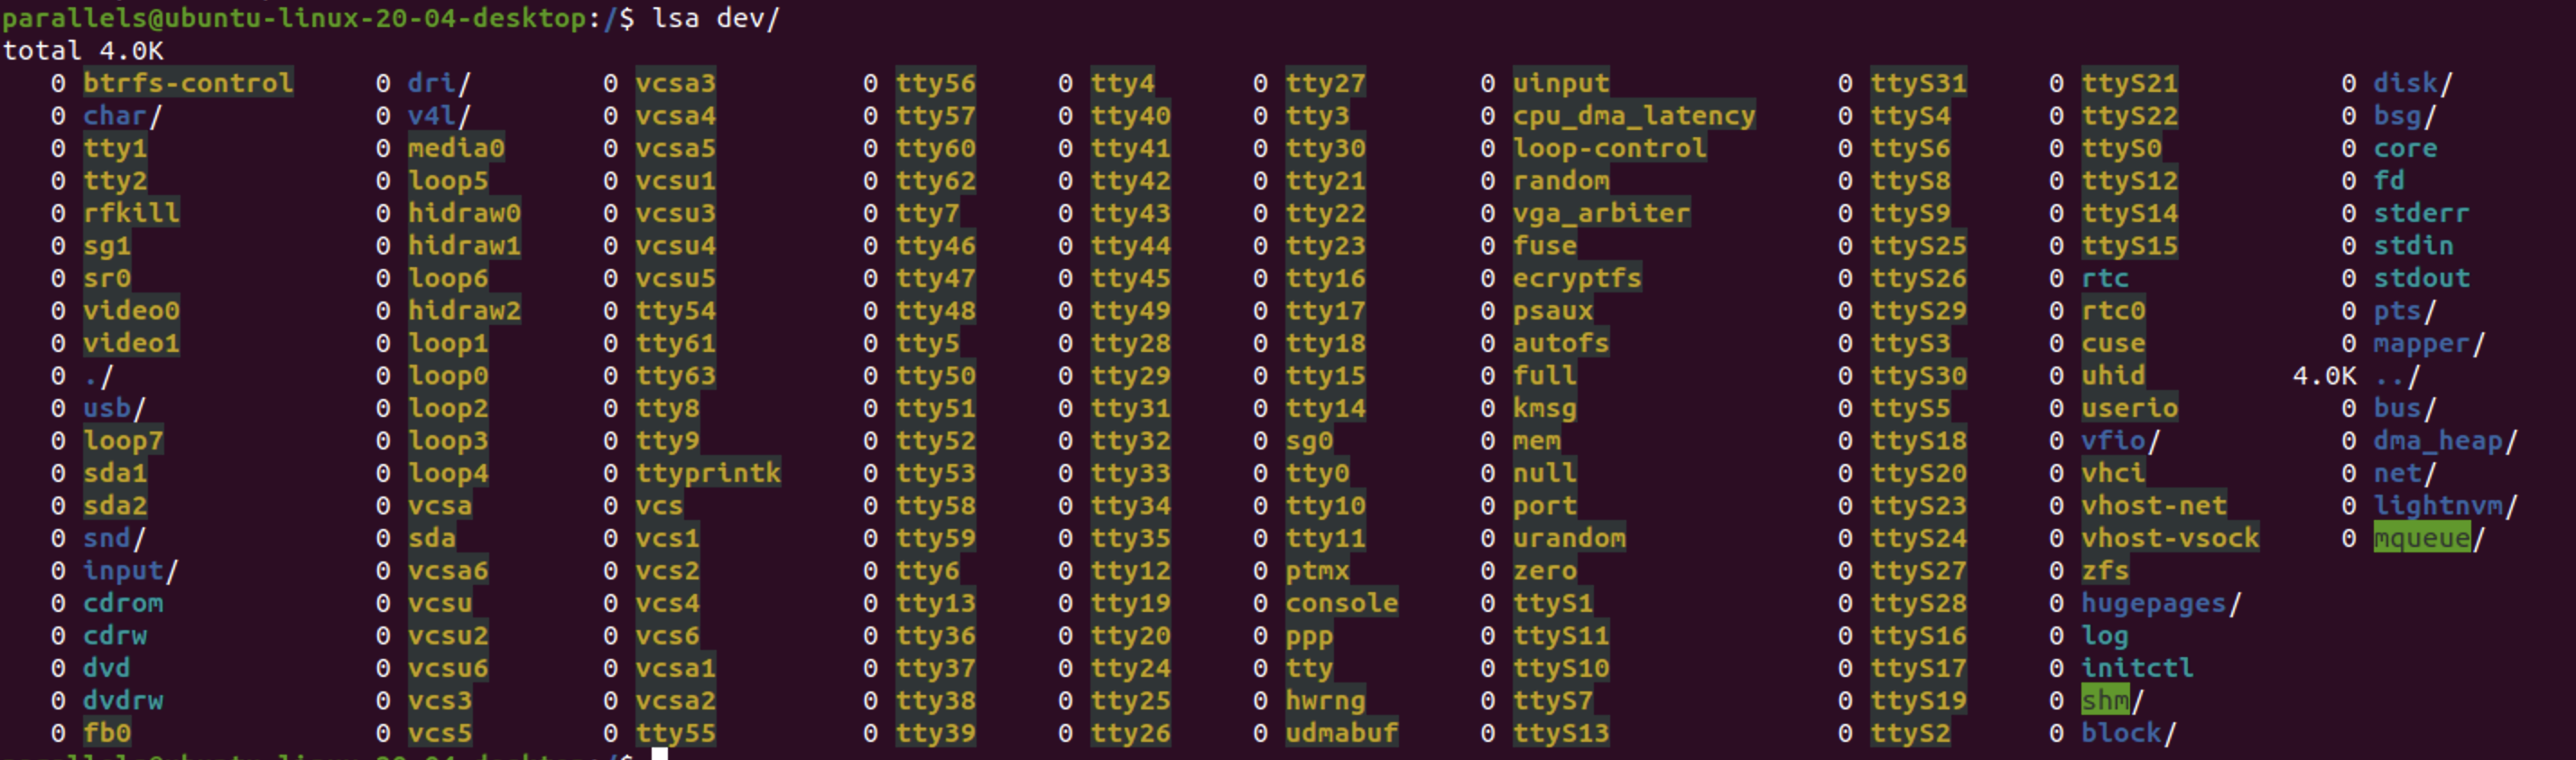 parallels@ubuntu-linux-20-04-desktop:/$ lsa dev/
total 4.0K
0 btrfs-control 0 dri/ 0 vcsa3 0 tty56 0 tty4 0 tty27 0 uinput 0 ttyS31 0 ttyS21 0 disk/
0 char/ 0 v4l/ 0 vcsa4 0 tty57 0 tty40 0 tty3 0 cpu_dma_latency 0 ttyS4 0 ttyS22 0 bsg/
0 tty1 0 media0 0 vcsa5 0 tty60 0 tty41 0 tty30 0 loop-control 0 ttyS6 0 ttyS0 0 core
0 tty2 0 loop5 0 vcsu1 0 tty62 0 tty42 0 tty21 0 random 0 ttyS8 0 ttyS12 0 fd
0 rfkill 0 hidraw0 0 vcsu3 0 tty7 0 tty43 0 tty22 0 vga_arbiter 0 ttyS9 0 ttyS14 0 stderr
0 sg1 0 hidraw1 0 vcsu4 0 tty46 0 tty44 0 tty23 0 fuse 0 ttyS25 0 ttyS15 0 stdin
0 sr0 0 loop6 0 vcsu5 0 tty47 0 tty45 0 tty16 0 ecryptfs 0 ttyS26 0 rtc 0 stdout
0 video0 0 hidraw2 0 tty54 0 tty48 0 tty49 0 tty17 0 psaux 0 ttyS29 0 rtc0 0 pts/
0 video1 0 loop1 0 tty61 0 tty5 0 tty28 0 tty18 0 autofs 0 ttyS3 0 cuse 0 mapper/
0 ./ 0 loop0 0 tty63 0 tty50 0 tty29 0 tty15 0 full 0 ttyS30 0 uhid 4.0K ../
0 usb/ 0 loop2 0 tty8 0 tty51 0 tty31 0 tty14 0 kmsg 0 ttyS5 0 userio 0 bus/
0 loop7 0 loop3 0 tty9 0 tty52 0 tty32 0 sg0 0 mem 0 ttyS18 0 vfio/ 0 dma_heap/
0 sda1 0 loop4 0 ttyprintk 0 tty53 0 tty33 0 tty0 0 null 0 ttyS20 0 vhci 0 net/
0 sda2 0 vcsa 0 vcs 0 tty58 0 tty34 0 tty10 0 port 0 ttyS23 0 vhost-net 0 lightnvm/
0 snd/ 0 sda 0 vcs1 0 tty59 0 tty35 0 tty11 0 urandom 0 ttyS24 0 vhost-vsock 0 mqueue/
0 input/ 0 vcsa6 0 vcs2 0 tty6 0 tty12 0 ptmx 0 zero 0 ttyS27 0 zfs
0 cdrom 0 vcsu 0 vcs4 0 tty13 0 tty19 0 console 0 ttyS1 0 ttyS28 0 hugepages/
0 cdrw 0 vcsu2 0 vcs6 0 tty36 0 tty20 0 ppp 0 ttyS11 0 ttyS16 0 log
0 dvd 0 vcsu6 0 vcsa1 0 tty37 0 tty24 0 tty 0 ttyS10 0 ttyS17 0 initctl
0 dvdrw 0 vcs3 0 vcsa2 0 tty38 0 tty25 0 hwrng 0 ttyS7 0 ttyS19 0 shm/
0 fb0 0 vcs5 0 tty55 0 tty39 0 tty26 0 udmabuf 0 ttyS13 0 ttyS2 0 block/